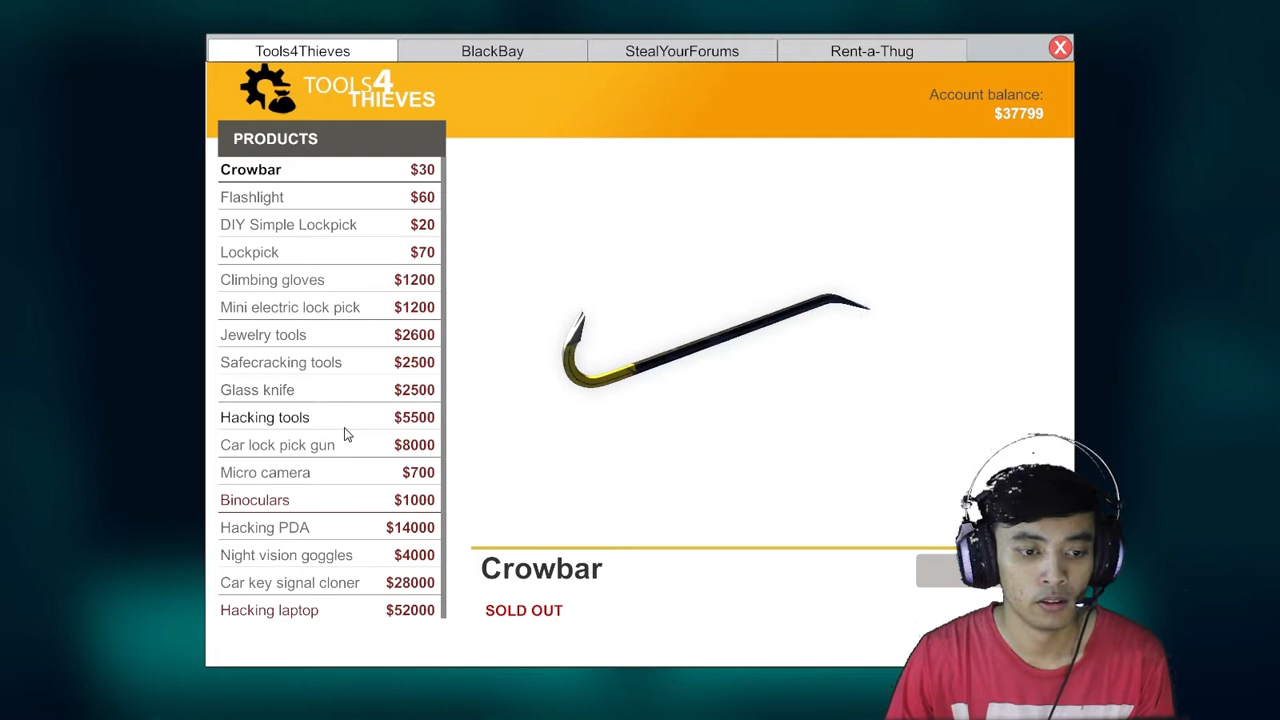 Tools4Thieves
BlackBay
StealYourForums
Rent-a-Thug
X
TOOLS4
THIEVES
Account balance:
$37799
PRODUCTS
Crowbar $30
Flashlight $60
DIY Simple Lockpick $20
Lockpick $70
Climbing gloves $1200
Mini electric lock pick $1200
Jewelry tools $2600
Safecracking tools $2500
Glass knife $2500
Hacking tools $5500
Car lock pick gun $8000
Micro camera $700
Binoculars $1000
Hacking PDA $14000
Night vision goggles $4000
Car key signal cloner $28000
Hacking laptop $52000
Crowbar
SOLD OUT